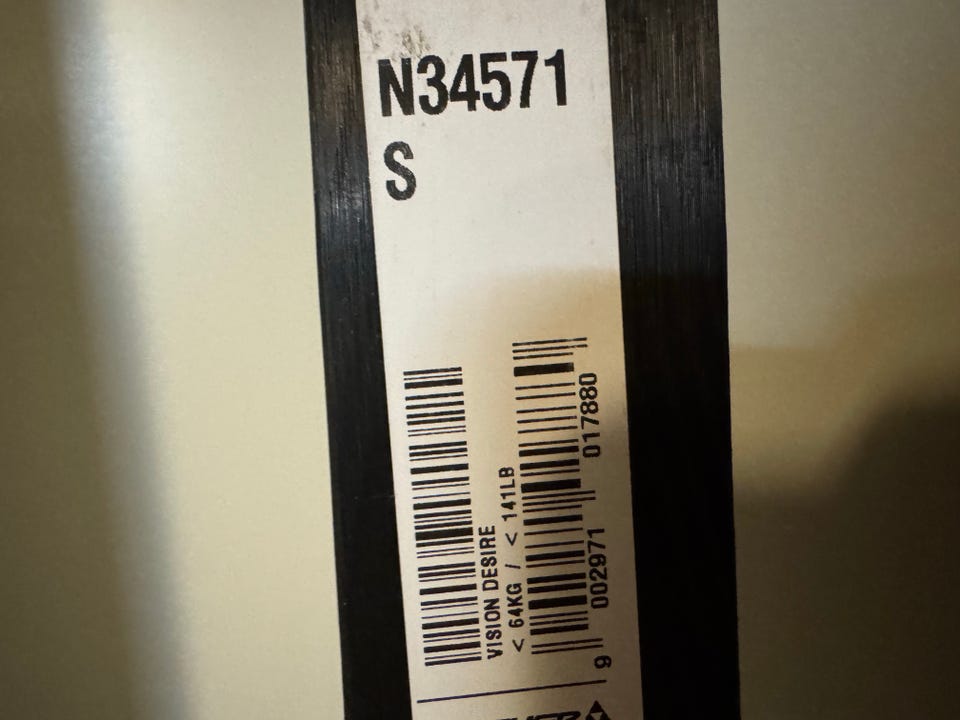 N34571
S
VISION DESIRE
< 64KG / < 141LB
9 002971 017880